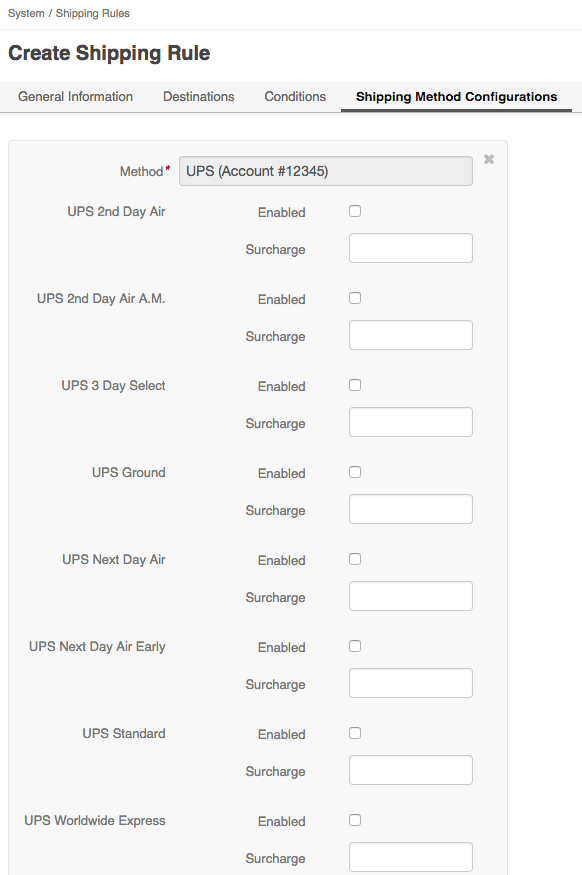 System / Shipping Rules
Create Shipping Rule
General Information Destinations Conditions Shipping Method Configurations
Method* UPS (Account #12345)
UPS 2nd Day Air Enabled
Surcharge
UPS 2nd Day Air A.M. Enabled
Surcharge
UPS 3 Day Select Enabled
Surcharge
UPS Ground Enabled
Surcharge
UPS Next Day Air Enabled
Surcharge
UPS Next Day Air Early Enabled
Surcharge
UPS Standard Enabled
Surcharge
UPS Worldwide Express Enabled
Surcharge